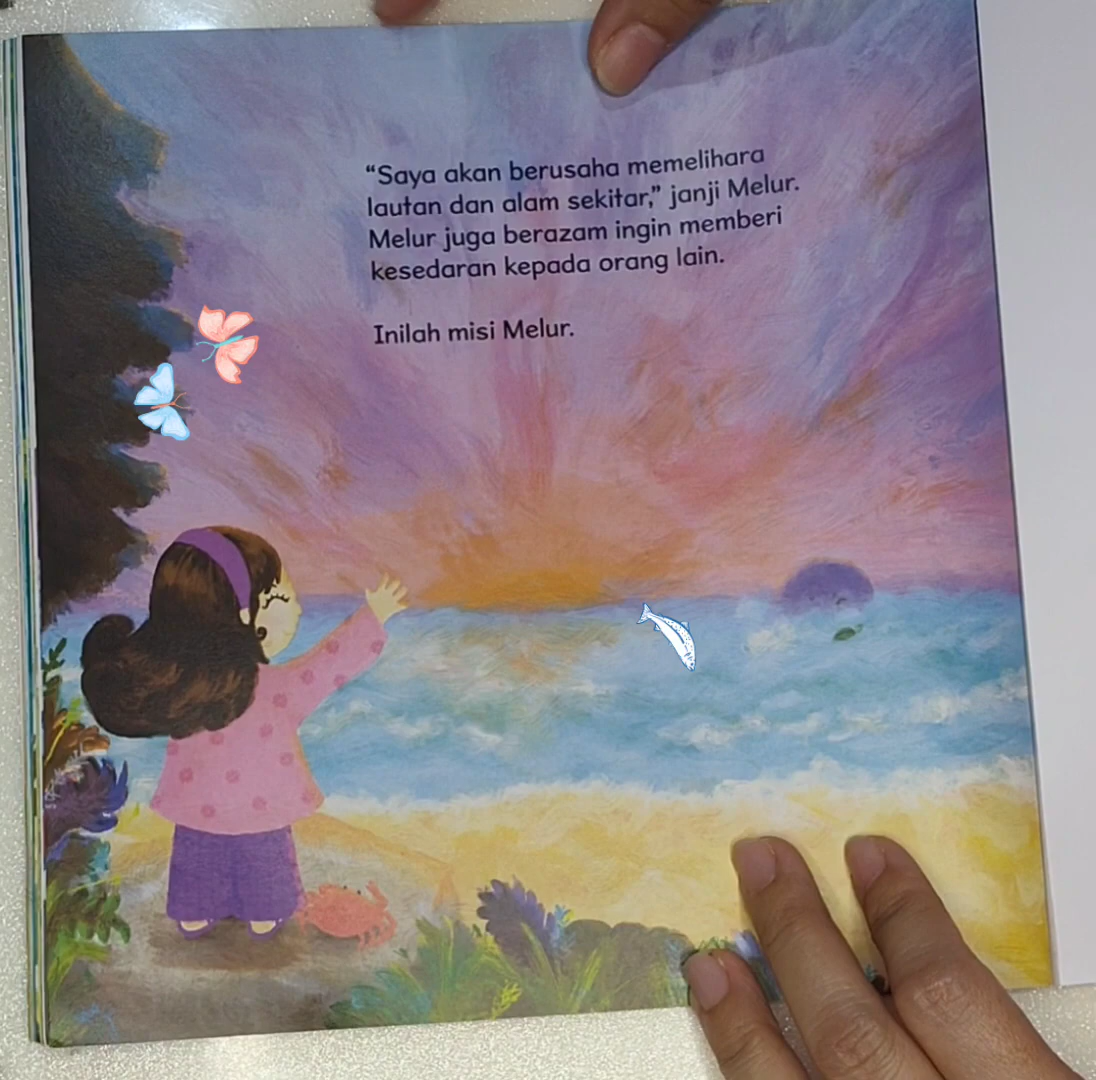 “Saya akan berusaha memelihara
lautan dan alam sekitar,” janji Melur.
Melur juga berazam ingin memberi
kesedaran kepada orang lain.
Inilah misi Melur.